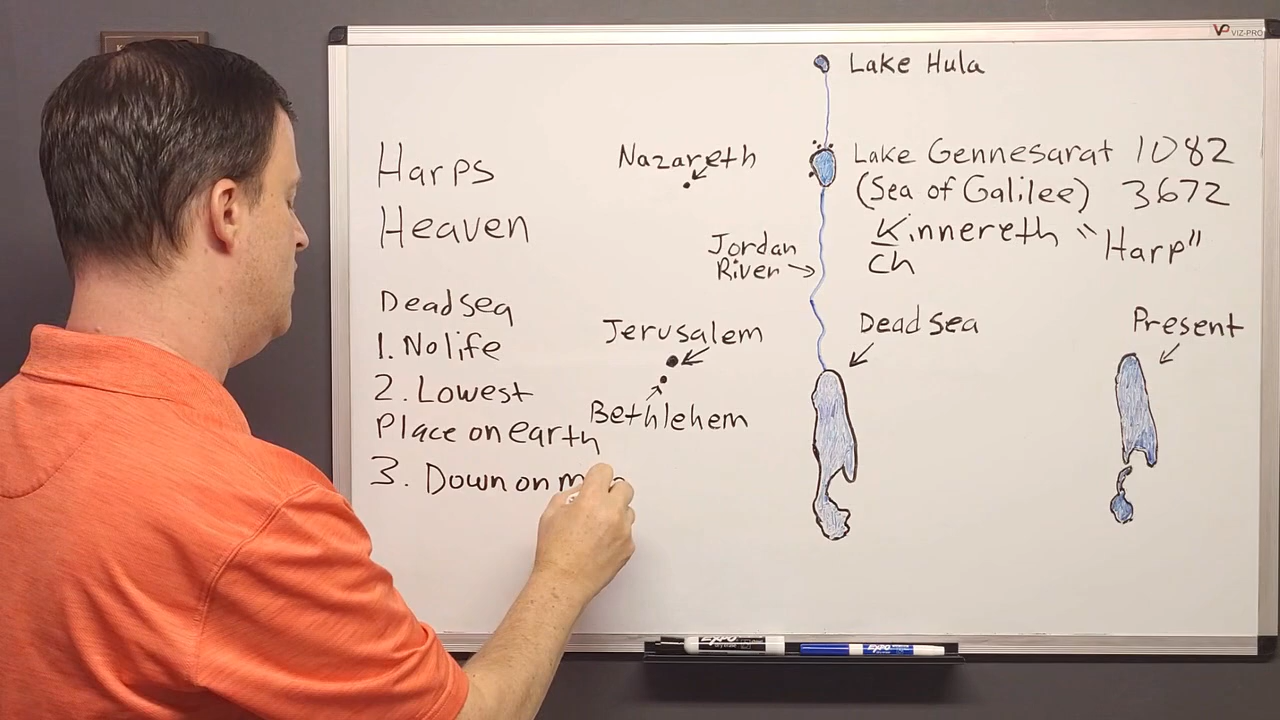 VP VIZ-PRO
Lake Hula
Harps
Heaven
Dead sea
1. No life
2. Lowest
Place on earth
3. Down on
Nazareth
Jordan
River
Jerusalem
Bethlehem
Lake Gennesarat 1082
(Sea of Galilee) 3672
Kinnereth "Harp"
ch
Dead sea
Present
EXPO
EXPO